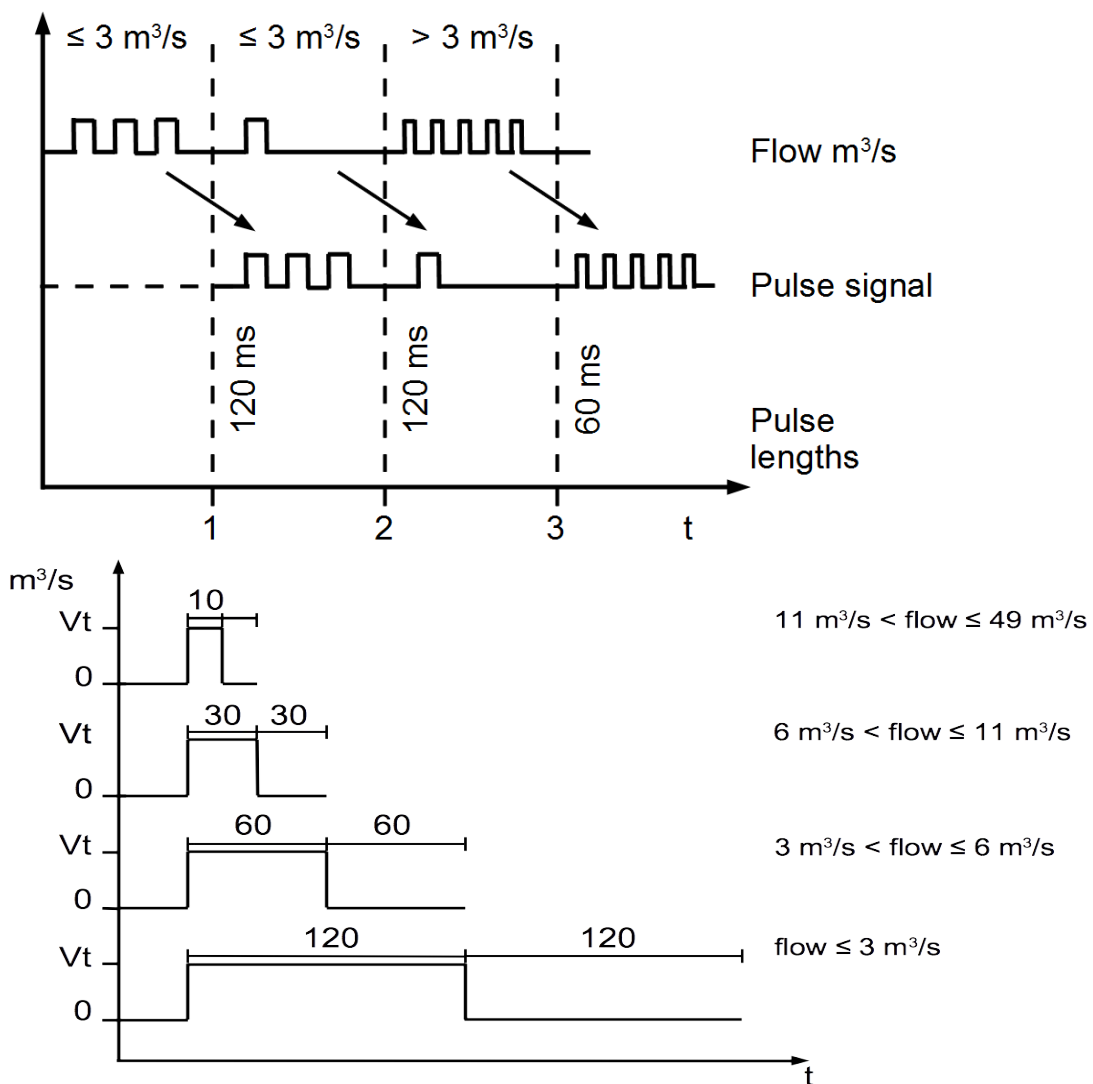 ≤ 3 m³/s ≤ 3 m³/s > 3 m³/s
Flow m³/s
Pulse signal
120 ms
120 ms
60 ms
Pulse
lengths
1 2 3 t
m³/s
10
Vt
0
11 m³/s < flow ≤ 49 m³/s
30 30
Vt
0
6 m³/s < flow ≤ 11 m³/s
60 60
Vt
0
3 m³/s < flow ≤ 6 m³/s
120 120
Vt
0
flow ≤ 3 m³/s
t